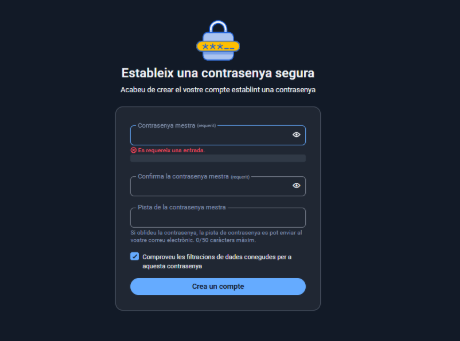 Estableix una contrasenya segura
Acabeu de crear el vostre compte establint una contrasenya
Contrasenya mestra (requerit)
Es requereix una entrada.
Confirma la contrasenya mestra (requerit)
Pista de la contrasenya mestra
Si oblideu la contrasenya, la pista de contrasenya es pot enviar al
vostre correu electrònic. 0/50 caràcters màxim.
Comproveu les filtracions de dades conegudes per a
aquesta contrasenya
Crea un compte